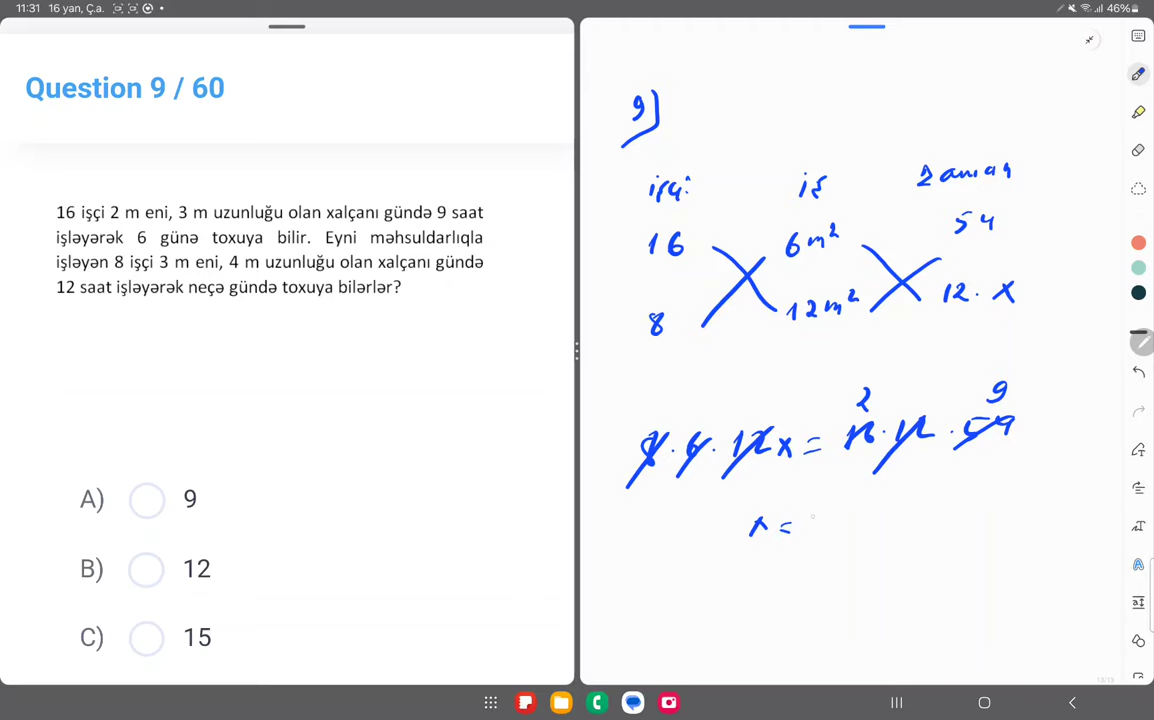 11:31 16 yan, Ç.a.
46%
Question 9 / 60
16 işçi 2 m eni, 3 m uzunluğu olan xalçanı gündə 9 saat
işləyərək 6 günə toxuya bilir. Eyni məhsuldarlıqla
işləyən 8 işçi 3 m eni, 4 m uzunluğu olan xalçanı gündə
12 saat işləyərək neçə gündə toxuya bilərlər?
A) 9
B) 12
C) 15
9)
işçi iş zaman
16 6m² 54
8 12m² 12 · x
2 9
8 · 6 · 12x = 16 · 12 · 54
x =
13/13